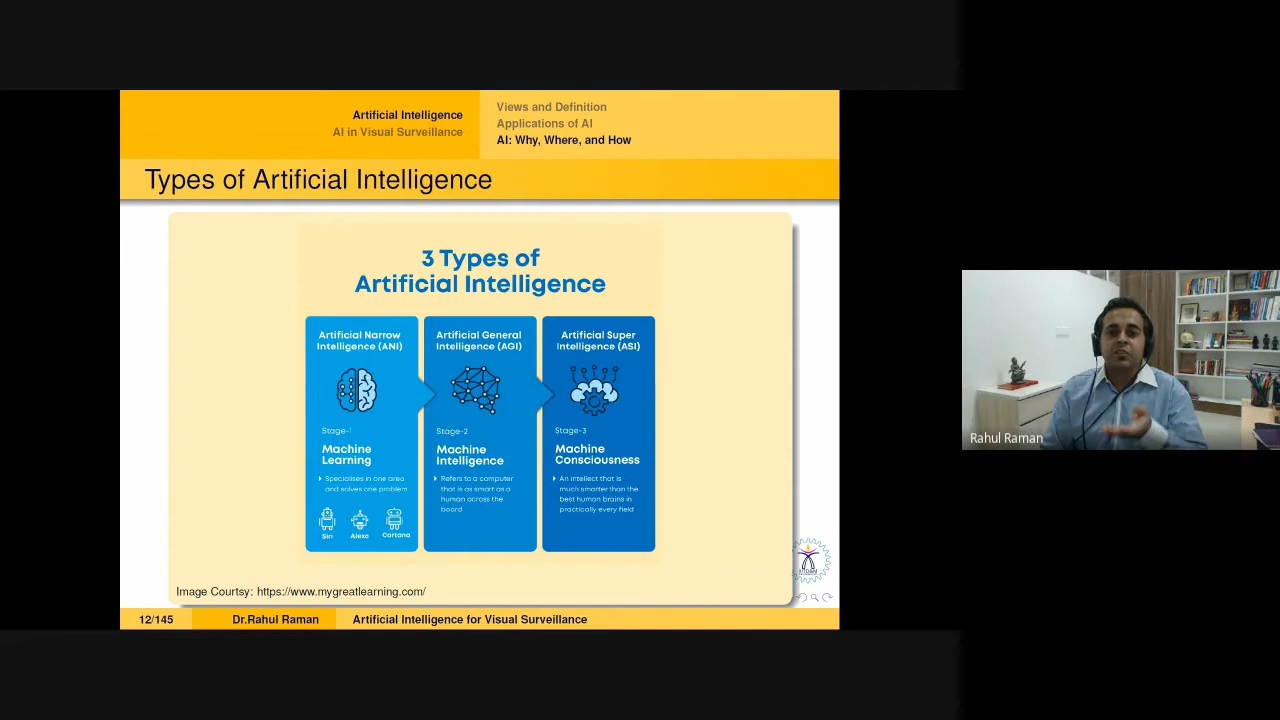 Artificial Intelligence
AI in Visual Surveillance
Views and Definition
Applications of AI
AI: Why, Where, and How
Types of Artificial Intelligence
3 Types of
Artificial Intelligence
Artificial Narrow
Intelligence (ANI)
Stage-1
Machine
Learning
Specialises in one area
and solves one problem
Siri Alexa Cortana
Artificial General
Intelligence (AGI)
Stage-2
Machine
Intelligence
Refers to a computer
that is as smart as a
human across the
board
Artificial Super
Intelligence (ASI)
Stage-3
Machine
Consciousness
An intellect that is
much smarter than the
best human brains in
practically every field
Image Courtsy: https://www.mygreatlearning.com/
12/145 Dr.Rahul Raman Artificial Intelligence for Visual Surveillance
Rahul Raman